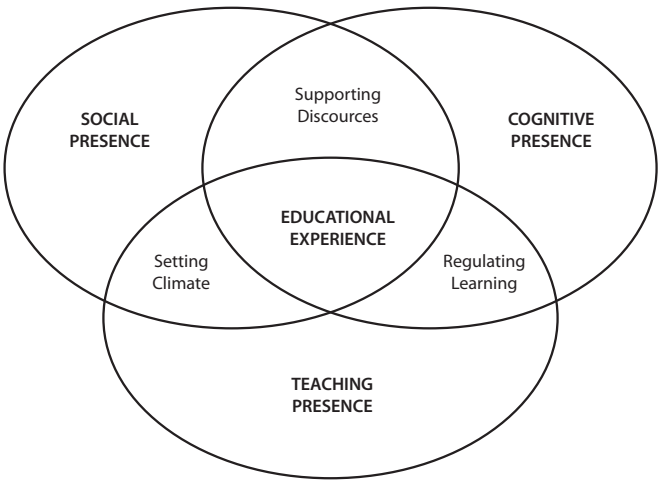 Supporting
Discources
SOCIAL
PRESENCE
COGNITIVE
PRESENCE
EDUCATIONAL
EXPERIENCE
Setting
Climate
Regulating
Learning
TEACHING
PRESENCE